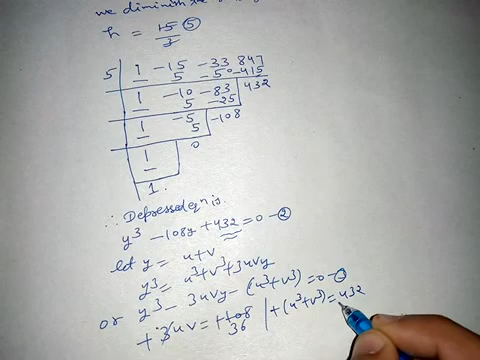 we diminish
h = +5/3 ⑤
5 | 1 -15 -33 847
5 -50 -415
1 -10 -83 432
5 -25
1 -5 -108
5
1 0
1.
∴ Depressed eqⁿ is.
y³ - 108y + 432 = 0 - ②
let y = u+v
y³ = u³+v³+3uvy
or y³ - 3uvy - (u³+v³) = 0 - ③
+ 3uv = +108 | + (u³+v³) = 432
36